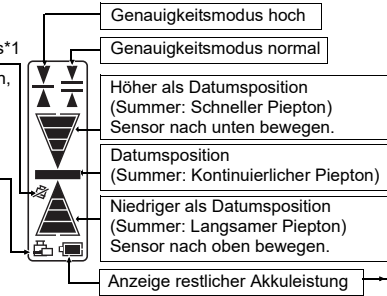 Genauigkeitsmodus hoch
s*1
Genauigkeitsmodus normal
n,
Höher als Datumsposition
(Summer: Schneller Piepton)
Sensor nach unten bewegen.
Datumsposition
(Summer: Kontinuierlicher Piepton)
Niedriger als Datumsposition
(Summer: Langsamer Piepton)
Sensor nach oben bewegen.
Anzeige restlicher Akkuleistung